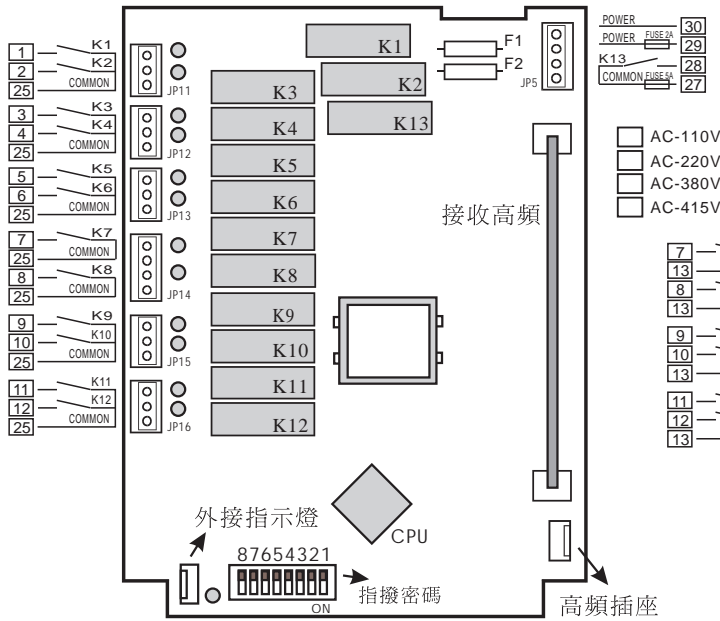 1 K1
2 K2
25 COMMON
JP11
3 K3
4 K4
25 COMMON
JP12
5 K5
6 K6
25 COMMON
JP13
7 K7
25 COMMON
8 K8
25 COMMON
JP14
9 K9
10 K10
25 COMMON
JP15
11 K11
12 K12
25 COMMON
JP16
K1
K2
K13
K3
K4
K5
K6
K7
K8
K9
K10
K11
K12
F1
F2
JP5
接收高頻
CPU
外接指示燈
87654321
ON
指撥密碼
高頻插座
POWER 30
POWER FUSE 2A 29
K13 28
COMMON FUSE 5A 27
AC-110V
AC-220V
AC-380V
AC-415V
7
13
8
13
9
10
13
11
12
13